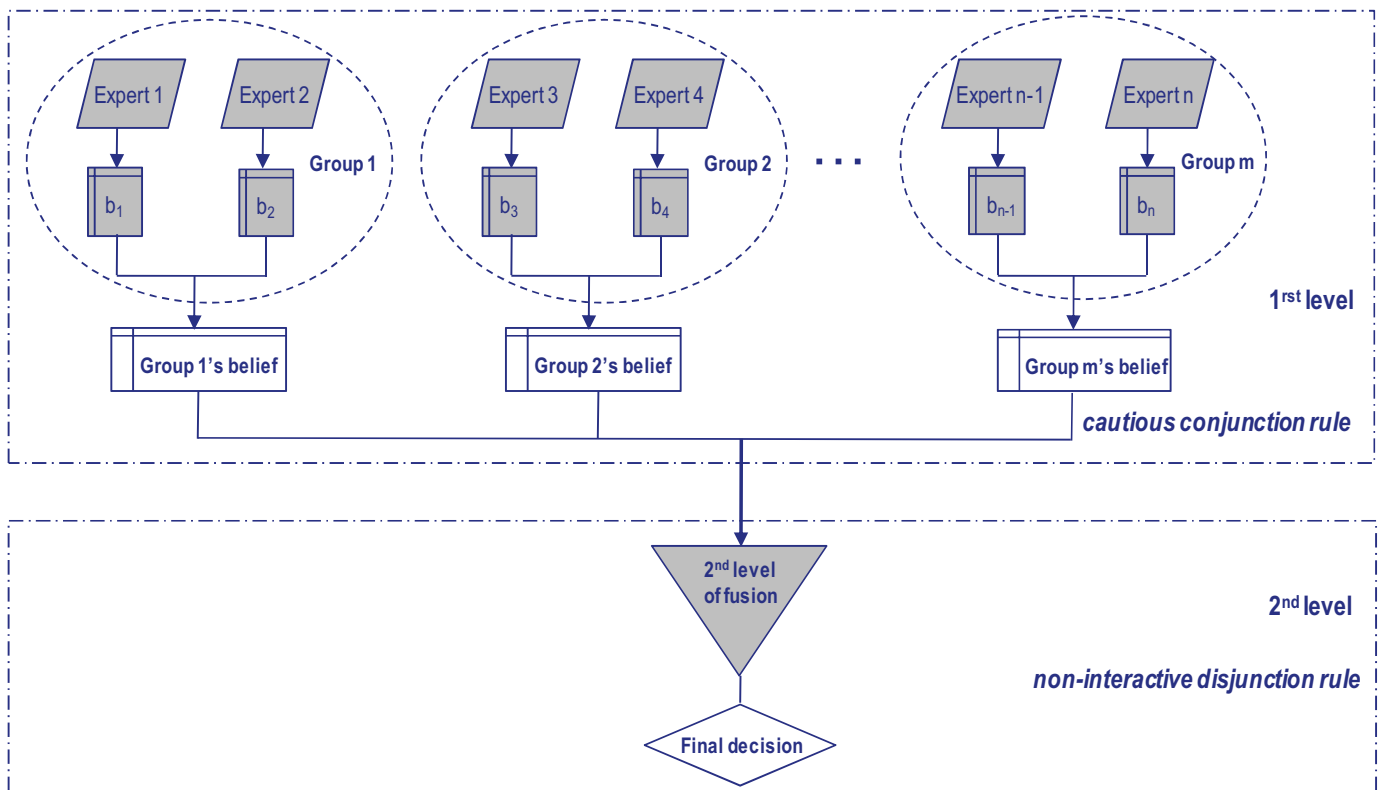 Expert 1
Expert 2
Expert 3
Expert 4
Expert n-1
Expert n
Group 1
Group 2
. . .
Group m
b1
b2
b3
b4
bn-1
bn
1rst level
Group 1's belief
Group 2's belief
Group m's belief
cautious conjunction rule
2nd level
of fusion
2nd level
non-interactive disjunction rule
Final decision